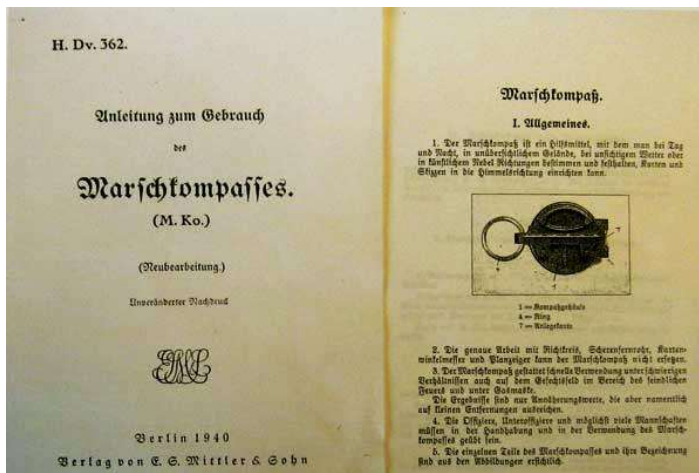 H. Dv. 362.
Anleitung zum Gebrauch
des
Marschkompasses.
(M. Ko.)
(Neubearbeitung.)
Unveränderter Nachdruck
Berlin 1940
Verlag von E. S. Mittler & Sohn
Marschkompaß.
I. Allgemeines.
1. Der Marschkompaß ist ein Hilfsmittel, mit dem man bei Tag
und Nacht, in unübersichtlichem Gelände, bei unsichtigem Wetter oder
in künstlichem Nebel Richtungen bestimmen und festhalten, Karten und
Skizzen in die Himmelsrichtung einrichten kann.
1 = Kompaßgehäuse
4 = Ring
7 = Anlegekante
2. Die genaue Arbeit mit Richtkreis, Scherenfernrohr, Karten-
winkelmesser und Planzeiger kann der Marschkompaß nicht ersetzen.
3. Der Marschkompaß gestattet schnelle Verwendung unter schwierigen
Verhältnissen auch auf dem Gefechtsfeld im Bereich des feindlichen
Feuers und unter Gasmaske.
Die Ergebnisse sind nur Annäherungswerte, die aber namentlich
auf kleinen Entfernungen ausreichen.
4. Die Offiziere, Unteroffiziere und möglichst viele Mannschaften
müssen in der Handhabung und in der Verwendung des Marsch-
kompasses geübt sein.
5. Die einzelnen Teile des Marschkompasses und ihre Bezeichnung
sind aus den Abbildungen ersichtlich.